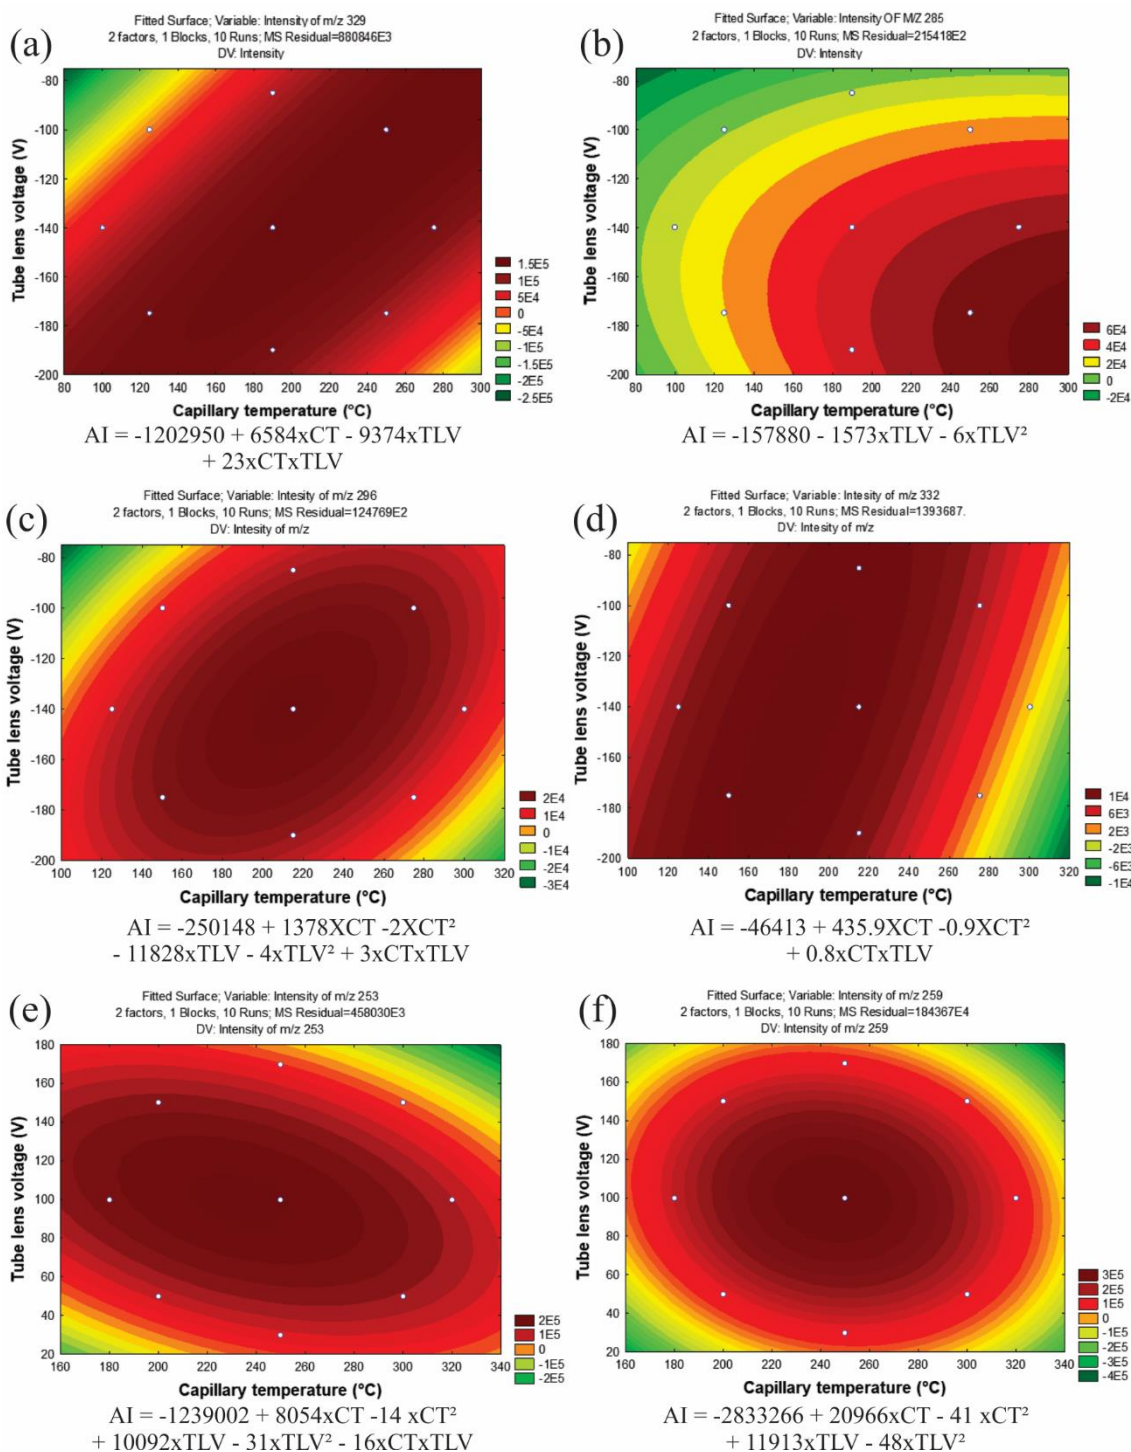 (a)
Fitted Surface; Variable: Intensity of m/z 329
2 factors, 1 Blocks, 10 Runs; MS Residual=880846E3
DV: Intensity
Tube lens voltage (V)
-80
-100
-120
-140
-160
-180
-200
80 100 120 140 160 180 200 220 240 260 280 300
Capillary temperature (°C)
1.5E5
1E5
5E4
0
-5E4
-1E5
-1.5E5
-2E5
-2.5E5
AI = -1202950 + 6584xCT - 9374xTLV
+ 23xCTxTLV
(b)
Fitted Surface; Variable: Intensity OF M/Z 285
2 factors, 1 Blocks, 10 Runs; MS Residual=215418E2
DV: Intensity
Tube lens voltage (V)
-80
-100
-120
-140
-160
-180
-200
80 100 120 140 160 180 200 220 240 260 280 300
Capillary temperature (°C)
6E4
4E4
2E4
0
-2E4
AI = -157880 - 1573xTLV - 6xTLV²
(c)
Fitted Surface; Variable: Intesity of m/z 296
2 factors, 1 Blocks, 10 Runs; MS Residual=124769E2
DV: Intesity of m/z
Tube lens voltage (V)
-80
-100
-120
-140
-160
-180
-200
100 120 140 160 180 200 220 240 260 280 300 320
Capillary temperature (°C)
2E4
1E4
0
-1E4
-2E4
-3E4
AI = -250148 + 1378XCT -2XCT²
- 11828xTLV - 4xTLV² + 3xCTxTLV
(d)
Fitted Surface; Variable: Intesity of m/z 332
2 factors, 1 Blocks, 10 Runs; MS Residual=1393687.
DV: Intesity of m/z
Tube lens voltage (V)
-80
-100
-120
-140
-160
-180
-200
100 120 140 160 180 200 220 240 260 280 300 320
Capillary temperature (°C)
1E4
6E3
2E3
-2E3
-6E3
-1E4
AI = -46413 + 435.9XCT -0.9XCT²
+ 0.8xCTxTLV
(e)
Fitted Surface; Variable: Intensity of m/z 253
2 factors, 1 Blocks, 10 Runs; MS Residual=458030E3
DV: Intensity of m/z 253
Tube lens voltage (V)
180
160
140
120
100
80
60
40
20
160 180 200 220 240 260 280 300 320 340
Capillary temperature (°C)
2E5
1E5
0
-1E5
-2E5
AI = -1239002 + 8054xCT -14 xCT²
+ 10092xTLV - 31xTLV² - 16xCTxTLV
(f)
Fitted Surface; Variable: Intensity of m/z 259
2 factors, 1 Blocks, 10 Runs; MS Residual=184367E4
DV: Intensity of m/z 259
Tube lens voltage (V)
180
160
140
120
100
80
60
40
20
160 180 200 220 240 260 280 300 320 340
Capillary temperature (°C)
3E5
2E5
1E5
0
-1E5
-2E5
-3E5
-4E5
AI = -2833266 + 20966xCT - 41 xCT²
+ 11913xTLV - 48xTLV²